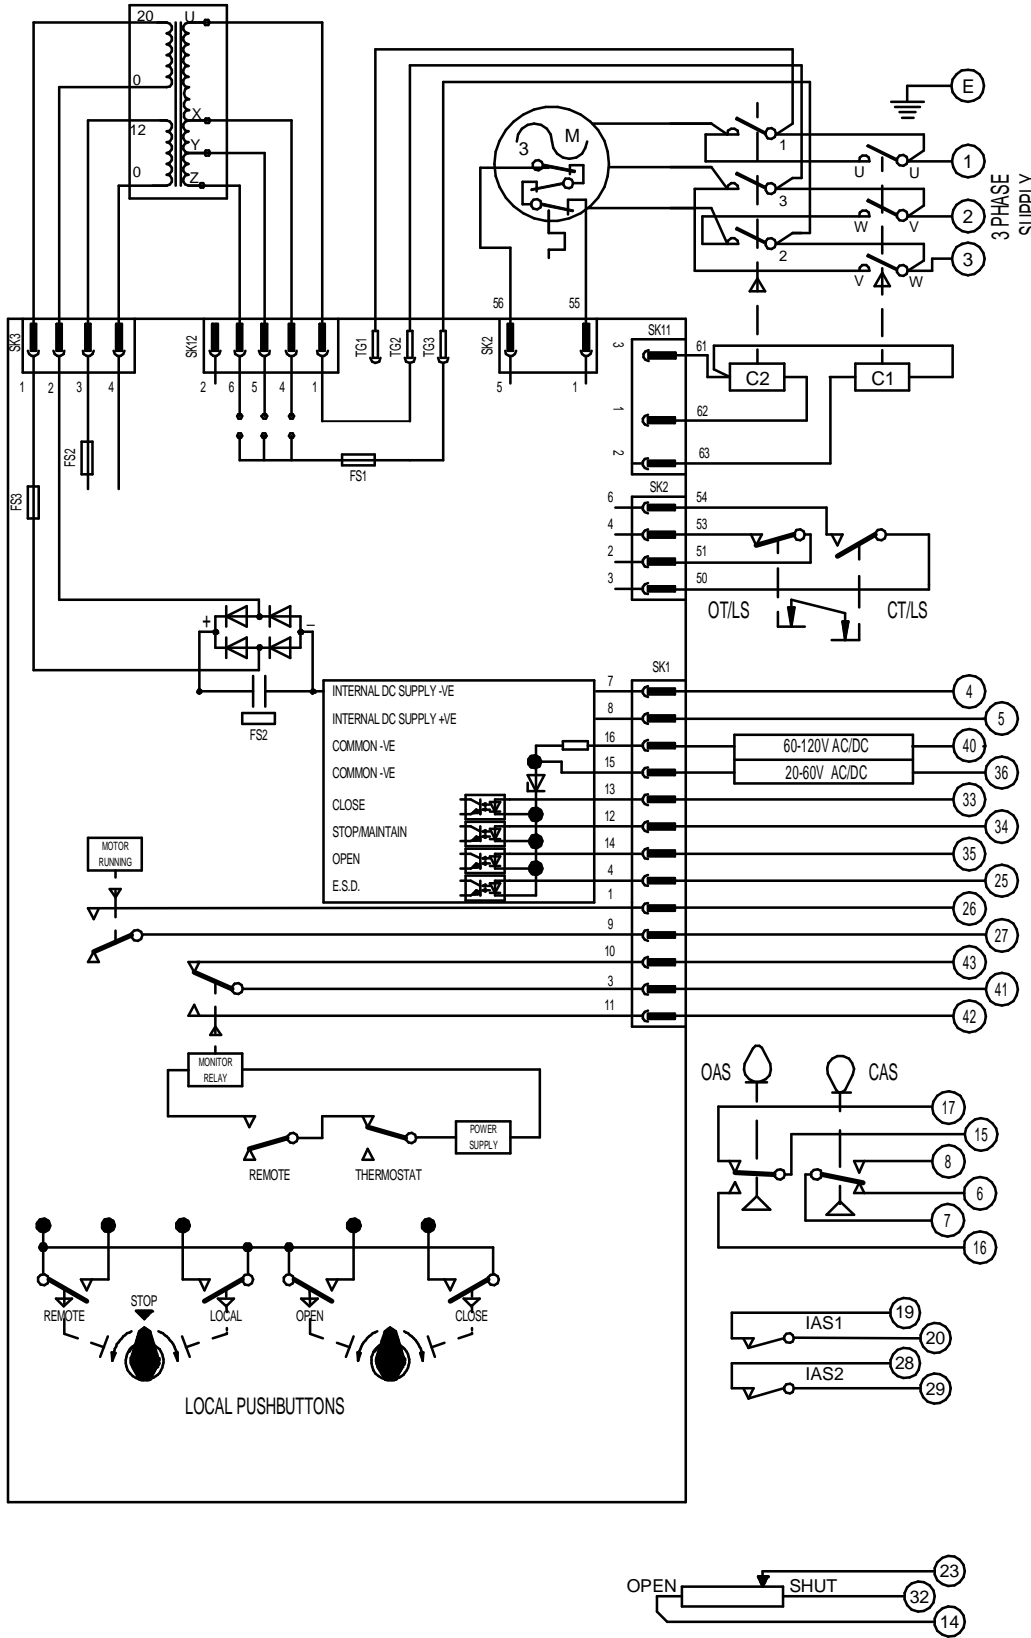 20 U
0
X
12
Y
0
Z
E
3 M
1
U U
1
3 PHASE
SUPPLY
3
W V
2
2
V W
3
56 55
SK3
SK12
TG1
TG2
TG3
SK2
SK11
3 61
C2 C1
1 2 3 4
2 6 5 4 1
5 1
1 62
2 63
FS2
FS1
FS3
SK2
6 54
4 53
2 51
3 50
OT/LS CT/LS
+ −
FS2
SK1
INTERNAL DC SUPPLY -VE 7 4
INTERNAL DC SUPPLY +VE 8 5
COMMON -VE 16 60-120V AC/DC 40
COMMON -VE 15 20-60V AC/DC 36
CLOSE 13 33
STOP/MAINTAIN 12 34
OPEN 14 35
E.S.D. 4 25
MOTOR
RUNNING
1 26
9 27
10 43
3 41
11 42
MONITOR
RELAY
OAS CAS
17
POWER
SUPPLY
15
REMOTE THERMOSTAT
8
6
7
16
REMOTE STOP LOCAL OPEN CLOSE
LOCAL PUSHBUTTONS
19
IAS1
20
28
IAS2
29
23
OPEN SHUT
32
14